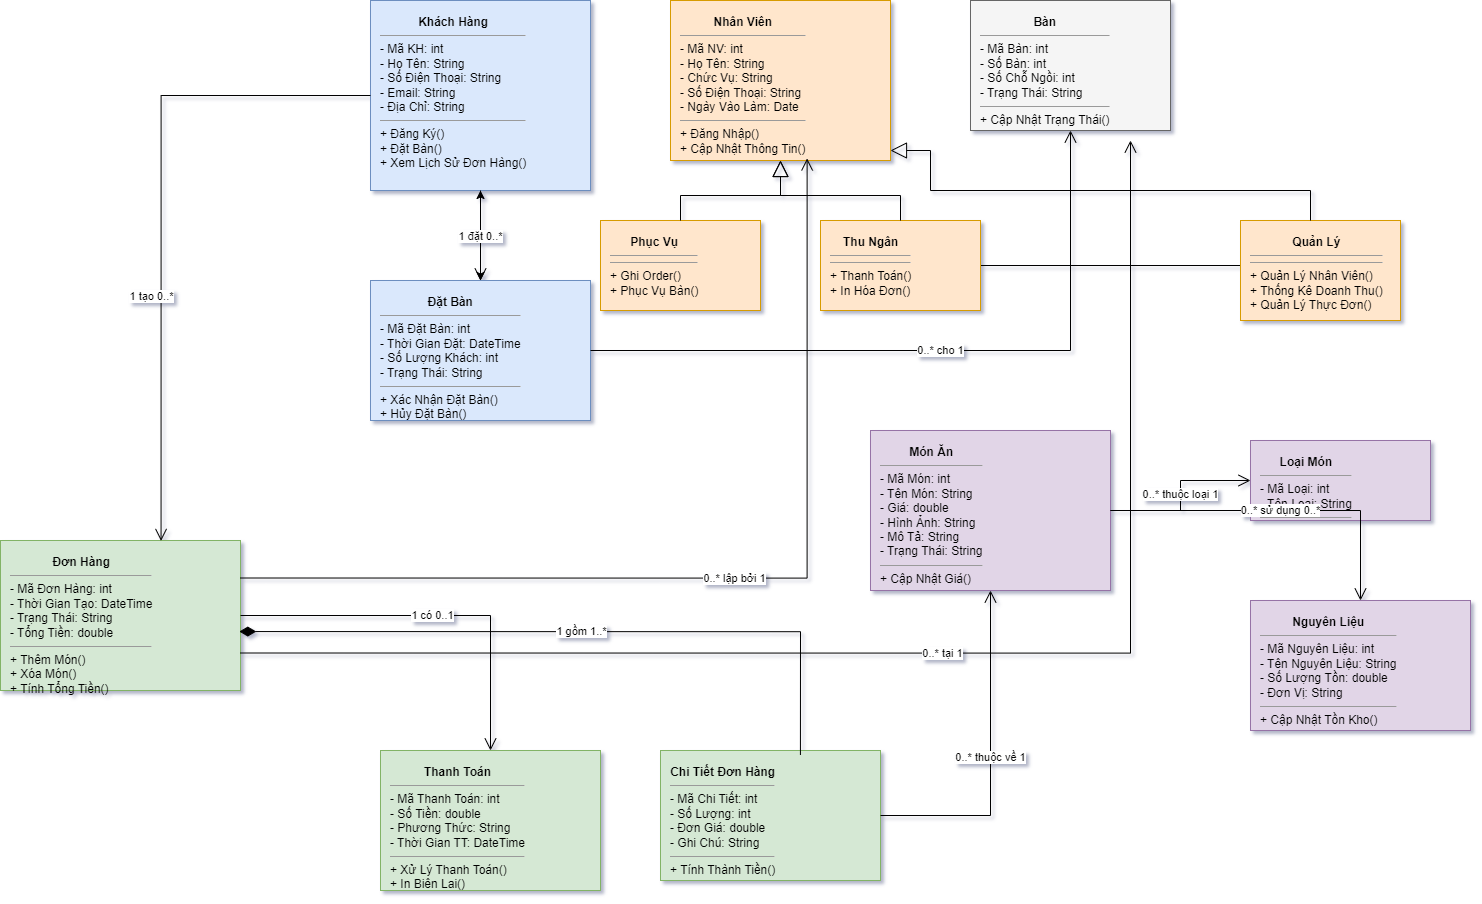 Khách Hàng
- Mã KH: int
- Họ Tên: String
- Số Điện Thoại: String
- Email: String
- Địa Chỉ: String
+ Đăng Ký()
+ Đặt Bàn()
+ Xem Lịch Sử Đơn Hàng()
Nhân Viên
- Mã NV: int
- Họ Tên: String
- Chức Vụ: String
- Số Điện Thoại: String
- Ngày Vào Làm: Date
+ Đăng Nhập()
+ Cập Nhật Thông Tin()
Bàn
- Mã Bàn: int
- Số Bàn: int
- Số Chỗ Ngồi: int
- Trạng Thái: String
+ Cập Nhật Trạng Thái()
1 đặt 0..*
Phục Vụ
+ Ghi Order()
+ Phục Vụ Bàn()
Thu Ngân
+ Thanh Toán()
+ In Hóa Đơn()
Quản Lý
+ Quản Lý Nhân Viên()
+ Thống Kê Doanh Thu()
+ Quản Lý Thực Đơn()
1 tạo 0..*
Đặt Bàn
- Mã Đặt Bàn: int
- Thời Gian Đặt: DateTime
- Số Lượng Khách: int
- Trạng Thái: String
+ Xác Nhận Đặt Bàn()
+ Hủy Đặt Bàn()
0..* cho 1
Món Ăn
- Mã Món: int
- Tên Món: String
- Giá: double
- Hình Ảnh: String
- Mô Tả: String
- Trạng Thái: String
+ Cập Nhật Giá()
0..* thuộc loại 1
Loại Món
- Mã Loại: int
- Tên Loại: String
0..* sử dụng 0..*
Đơn Hàng
- Mã Đơn Hàng: int
- Thời Gian Tạo: DateTime
- Trạng Thái: String
- Tổng Tiền: double
+ Thêm Món()
+ Xóa Món()
+ Tính Tổng Tiền()
0..* lập bởi 1
1 có 0..1
1 gồm 1..*
0..* tại 1
Nguyên Liệu
- Mã Nguyên Liệu: int
- Tên Nguyên Liệu: String
- Số Lượng Tồn: double
- Đơn Vị: String
+ Cập Nhật Tồn Kho()
Thanh Toán
- Mã Thanh Toán: int
- Số Tiền: double
- Phương Thức: String
- Thời Gian TT: DateTime
+ Xử Lý Thanh Toán()
+ In Biên Lai()
Chi Tiết Đơn Hàng
- Mã Chi Tiết: int
- Số Lượng: int
- Đơn Giá: double
- Ghi Chú: String
+ Tính Thành Tiền()
0..* thuộc về 1